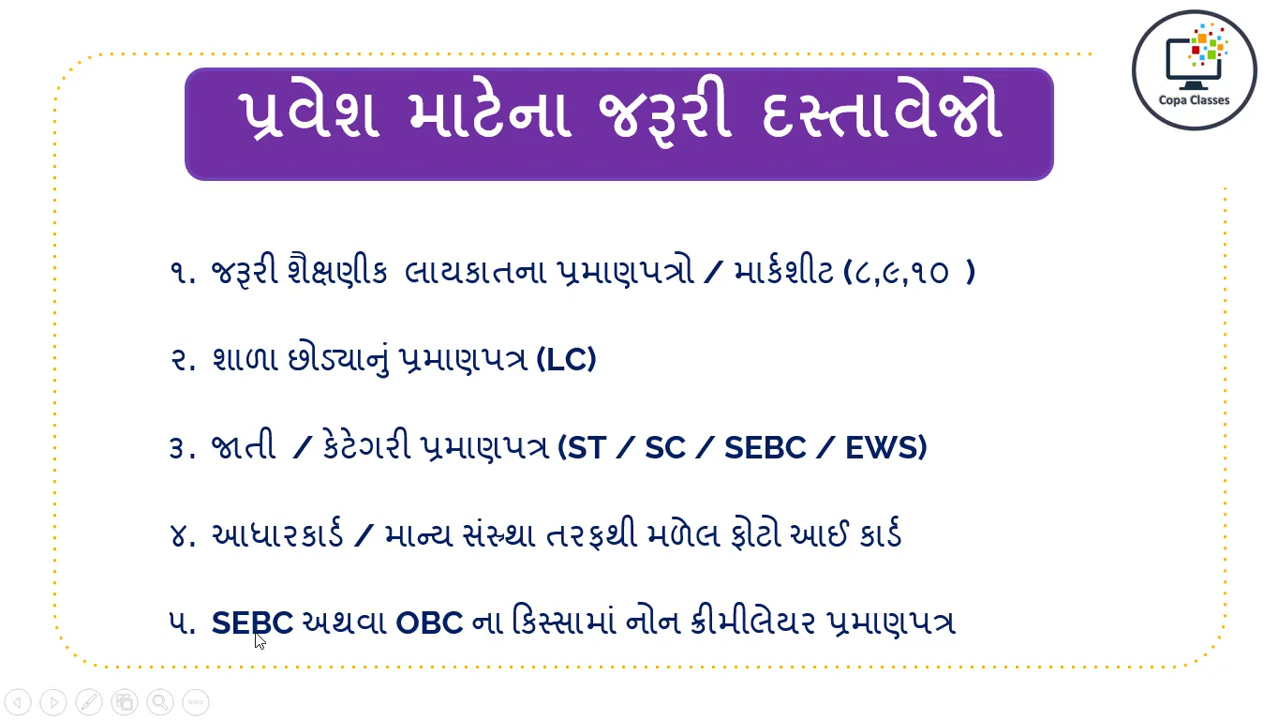 પ્રવેશ માટેના જરૂરી દસ્તાવેજો
Copa Classes
૧. જરૂરી શૈક્ષણીક લાયકાતના પ્રમાણપત્રો / માર્કશીટ (૮,૯,૧૦ )
૨. શાળા છોડ્યાનું પ્રમાણપત્ર (LC)
૩. જાતી / કેટેગરી પ્રમાણપત્ર (ST / SC / SEBC / EWS)
૪. આધારકાર્ડ / માન્ય સંસ્થા તરફથી મળેલ ફોટો આઈ કાર્ડ
૫. SEBC અથવા OBC ના કિસ્સામાં નોન ક્રીમીલેયર પ્રમાણપત્ર